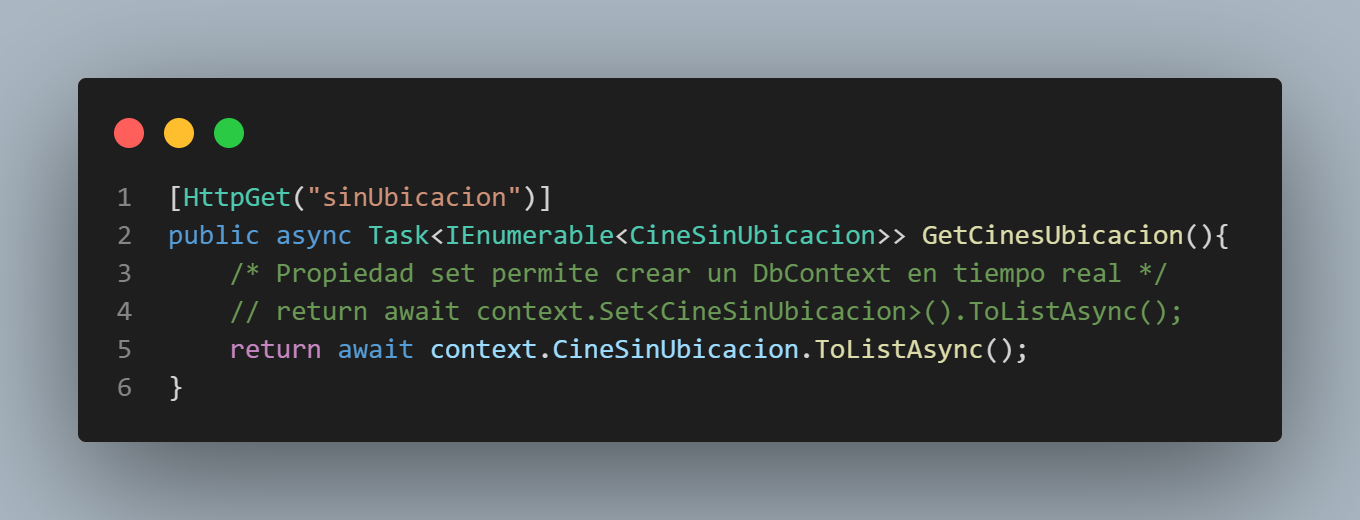 1 [HttpGet("sinUbicacion")]
2 public async Task<IEnumerable<CineSinUbicacion>> GetCinesUbicacion(){
3 /* Propiedad set permite crear un DbContext en tiempo real */
4 // return await context.Set<CineSinUbicacion>().ToListAsync();
5 return await context.CineSinUbicacion.ToListAsync();
6 }